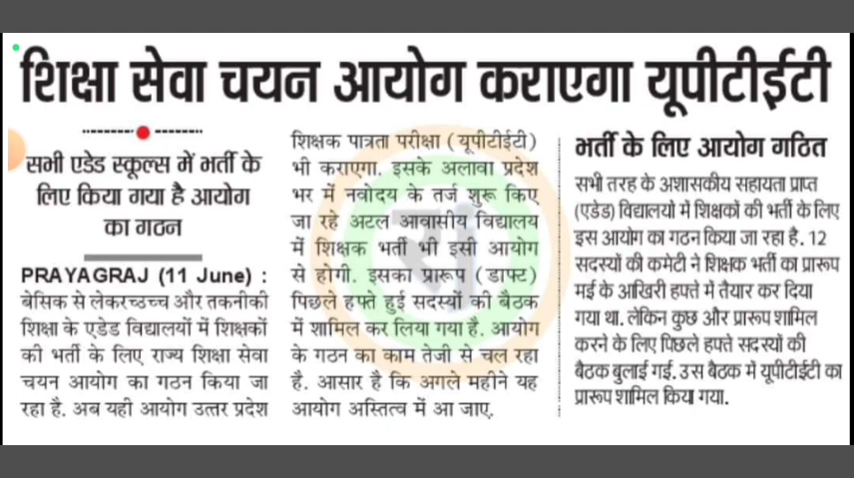 शिक्षा सेवा चयन आयोग कराएगा यूपीटीईटी
सभी एडेड स्कूल्स में भर्ती के
लिए किया गया है आयोग
का गठन
PRAYAGRAJ (11 June) :
बेसिक से लेकरच्उच्च और तकनीकी
शिक्षा के एडेड विद्यालयों में शिक्षकों
की भर्ती के लिए राज्य शिक्षा सेवा
चयन आयोग का गठन किया जा
रहा है. अब यही आयोग उत्तर प्रदेश
शिक्षक पात्रता परीक्षा (यूपीटीईटी)
भी कराएगा. इसके अलावा प्रदेश
भर में नवोदय के तर्ज शुरू किए
जा रहे अटल आवासीय विद्यालय
में शिक्षक भर्ती भी इसी आयोग
से होगी. इसका प्रारूप (डाफ्ट)
पिछले हफ्ते हुई सदस्यों की बैठक
में शामिल कर लिया गया है. आयोग
के गठन का काम तेजी से चल रहा
है. आसार है कि अगले महीने यह
आयोग अस्तित्व में आ जाए.
भर्ती के लिए आयोग गठित
सभी तरह के अशासकीय सहायता प्राप्त
(एडेड) विद्यालयों में शिक्षकों की भर्ती के लिए
इस आयोग का गठन किया जा रहा है. 12
सदस्यों की कमेटी ने शिक्षक भर्ती का प्रारूप
मई के आखिरी हफ्ते में तैयार कर दिया
गया था. लेकिन कुछ और प्रारूप शामिल
करने के लिए पिछले हफ्ते सदस्यों की
बैठक बुलाई गई. उस बैठक में यूपीटीईटी का
प्रारूप शामिल किया गया.